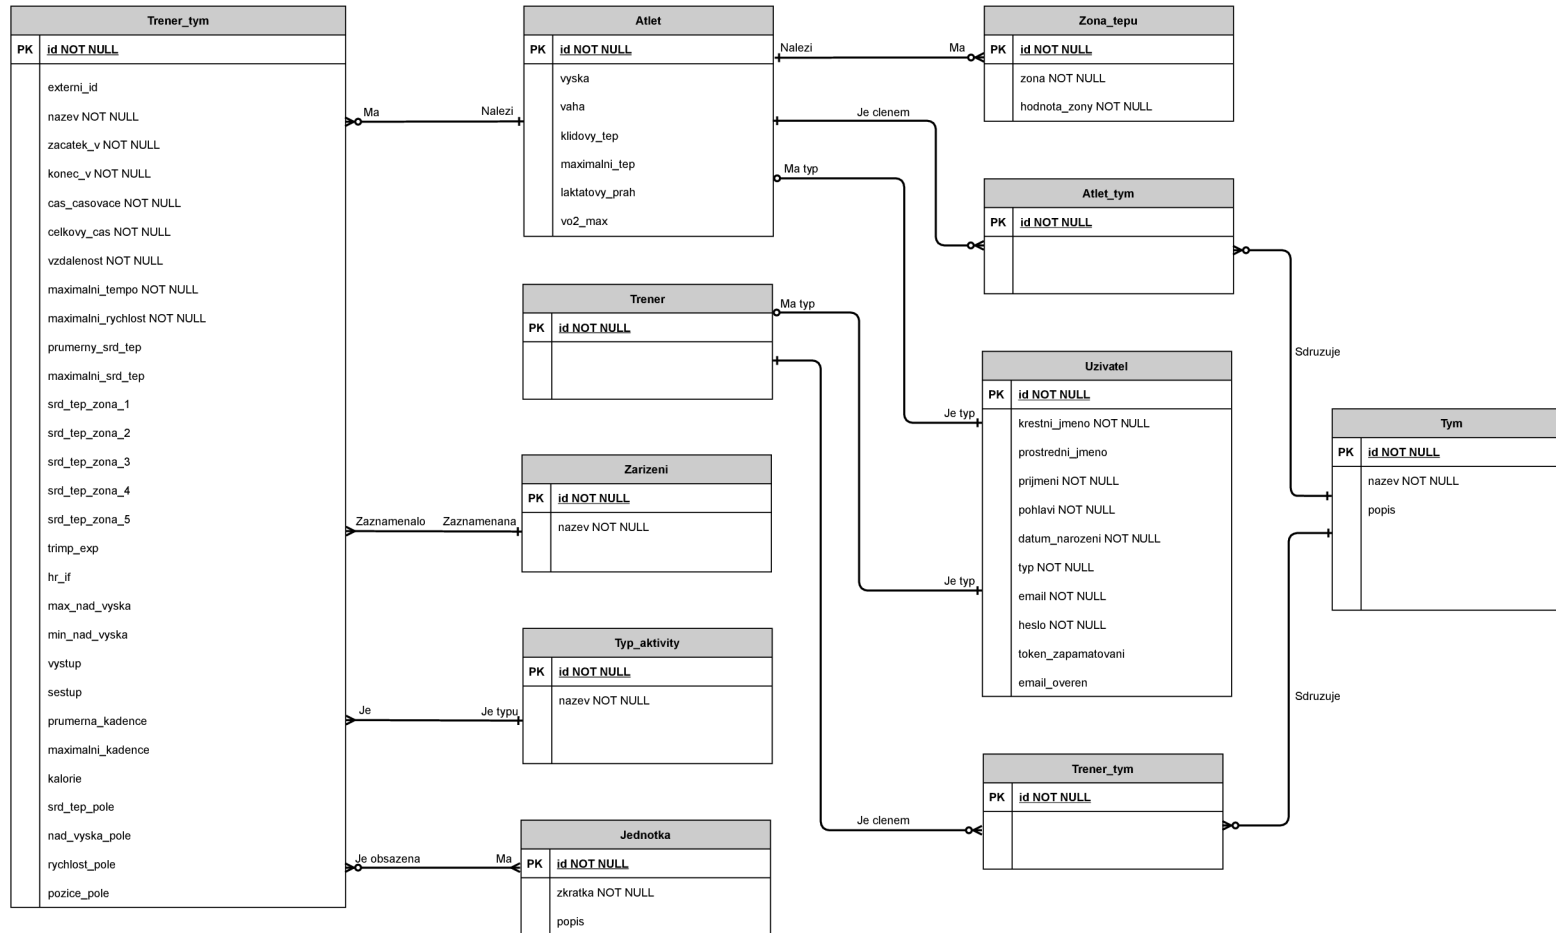 Trener_tym
PK id NOT NULL
externi_id
nazev NOT NULL
zacatek_v NOT NULL
konec_v NOT NULL
cas_casovace NOT NULL
celkovy_cas NOT NULL
vzdalenost NOT NULL
maximalni_tempo NOT NULL
maximalni_rychlost NOT NULL
prumerny_srd_tep
maximalni_srd_tep
srd_tep_zona_1
srd_tep_zona_2
srd_tep_zona_3
srd_tep_zona_4
srd_tep_zona_5
trimp_exp
hr_if
max_nad_vyska
min_nad_vyska
vystup
sestup
prumerna_kadence
maximalni_kadence
kalorie
srd_tep_pole
nad_vyska_pole
rychlost_pole
pozice_pole
Ma Nalezi
Zaznamenalo Zaznamenana
Je Je typu
Je obsazena Ma
Atlet
PK id NOT NULL
vyska
vaha
klidovy_tep
maximalni_tep
laktatovy_prah
vo2_max
Trener
PK id NOT NULL
Zarizeni
PK id NOT NULL
nazev NOT NULL
Typ_aktivity
PK id NOT NULL
nazev NOT NULL
Jednotka
PK id NOT NULL
zkratka NOT NULL
popis
Nalezi Ma
Je clenem
Ma typ
Ma typ
Je typ
Je typ
Je clenem
Zona_tepu
PK id NOT NULL
zona NOT NULL
hodnota_zony NOT NULL
Atlet_tym
PK id NOT NULL
Uzivatel
PK id NOT NULL
krestni_jmeno NOT NULL
prostredni_jmeno
prijmeni NOT NULL
pohlavi NOT NULL
datum_narozeni NOT NULL
typ NOT NULL
email NOT NULL
heslo NOT NULL
token_zapamatovani
email_overen
Trener_tym
PK id NOT NULL
Sdruzuje
Sdruzuje
Tym
PK id NOT NULL
nazev NOT NULL
popis